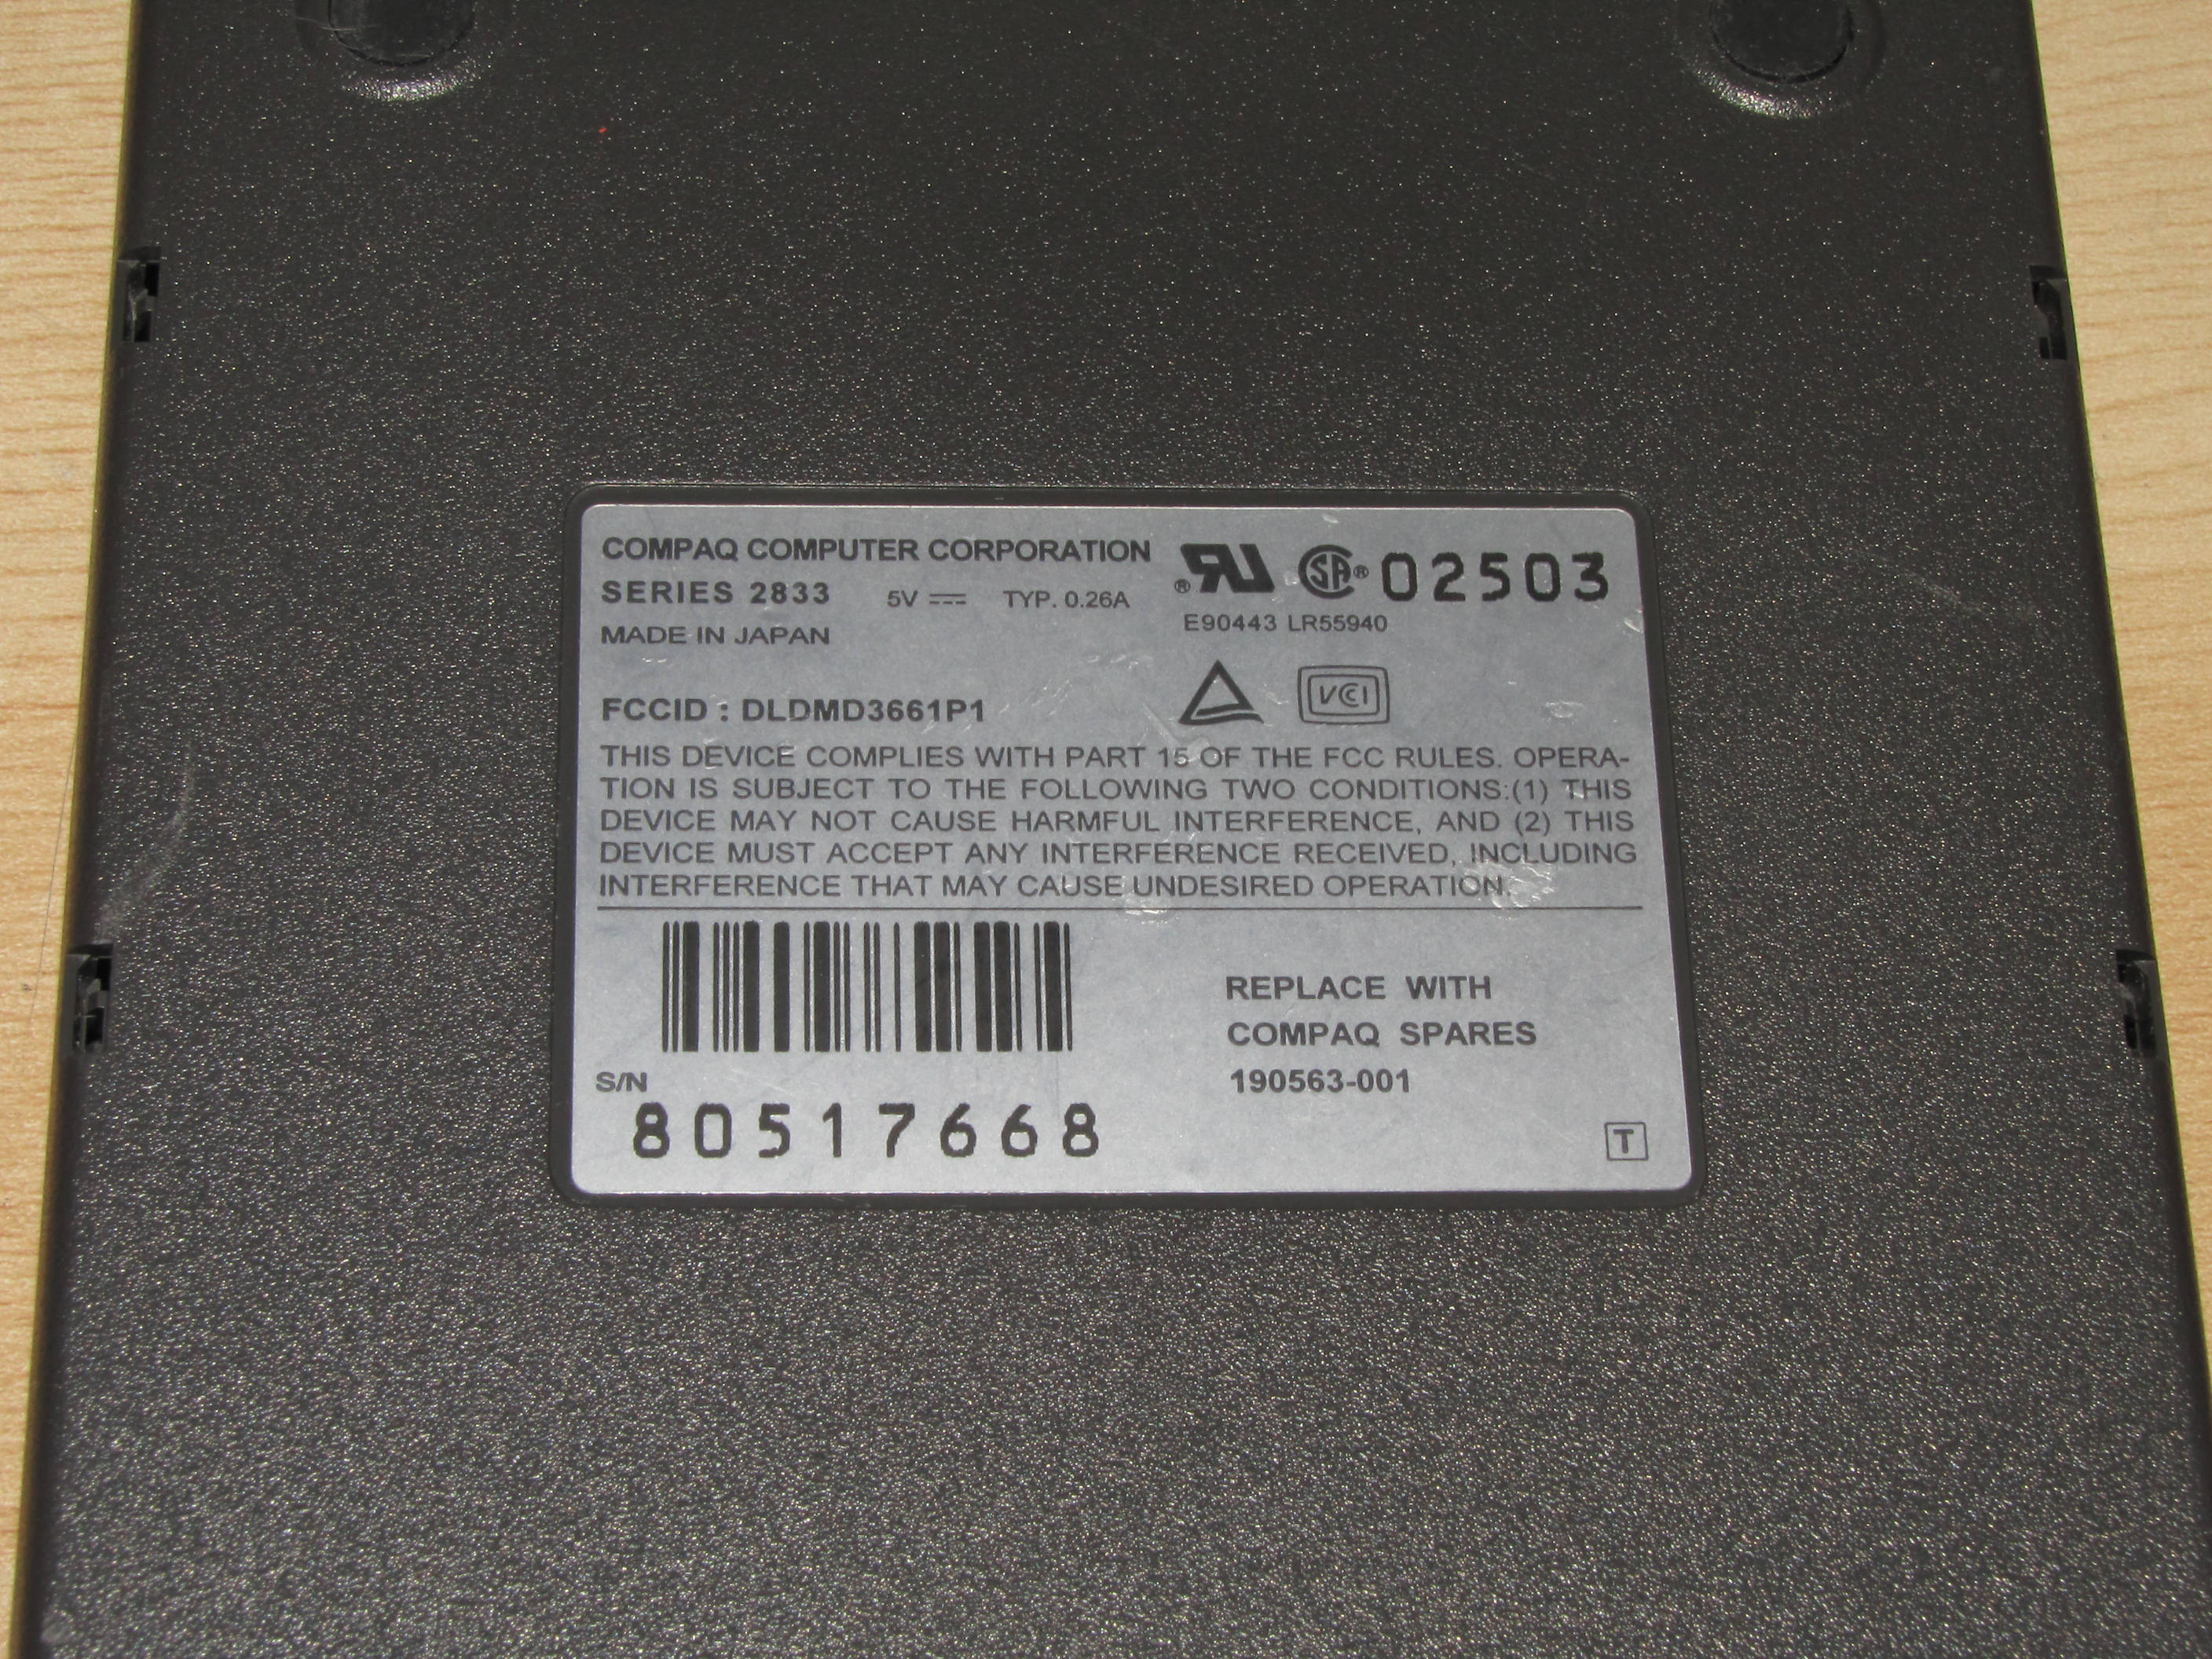 COMPAQ COMPUTER CORPORATION
SERIES 2833 5V TYP. 0.26A
MADE IN JAPAN
® RU SA® 02503
E90443 LR55940
VCI
FCCID : DLDMD3661P1
THIS DEVICE COMPLIES WITH PART 15 OF THE FCC RULES. OPERA-
TION IS SUBJECT TO THE FOLLOWING TWO CONDITIONS:(1) THIS
DEVICE MAY NOT CAUSE HARMFUL INTERFERENCE, AND (2) THIS
DEVICE MUST ACCEPT ANY INTERFERENCE RECEIVED, INCLUDING
INTERFERENCE THAT MAY CAUSE UNDESIRED OPERATION.
S/N
80517668
REPLACE WITH
COMPAQ SPARES
190563-001
T